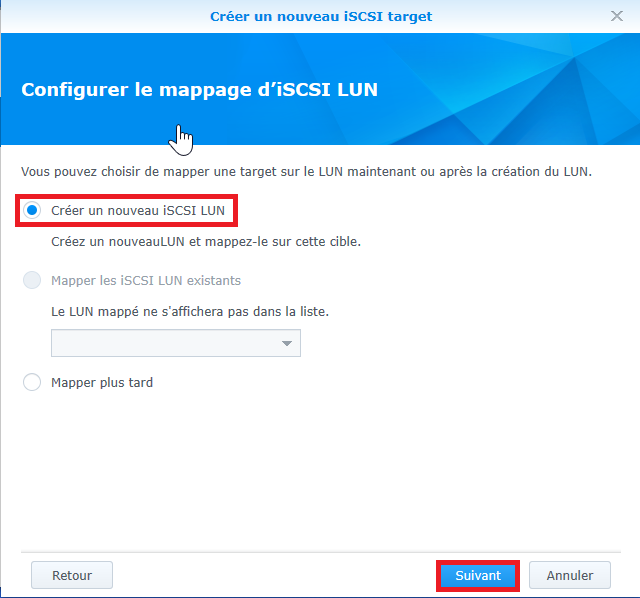 Créer un nouveau iSCSI target
Configurer le mappage d’iSCSI LUN
Vous pouvez choisir de mapper une target sur le LUN maintenant ou après la création du LUN.
Créer un nouveau iSCSI LUN
Créez un nouveauLUN et mappez-le sur cette cible.
Mapper les iSCSI LUN existants
Le LUN mappé ne s'affichera pas dans la liste.
Mapper plus tard
Retour
Suivant
Annuler